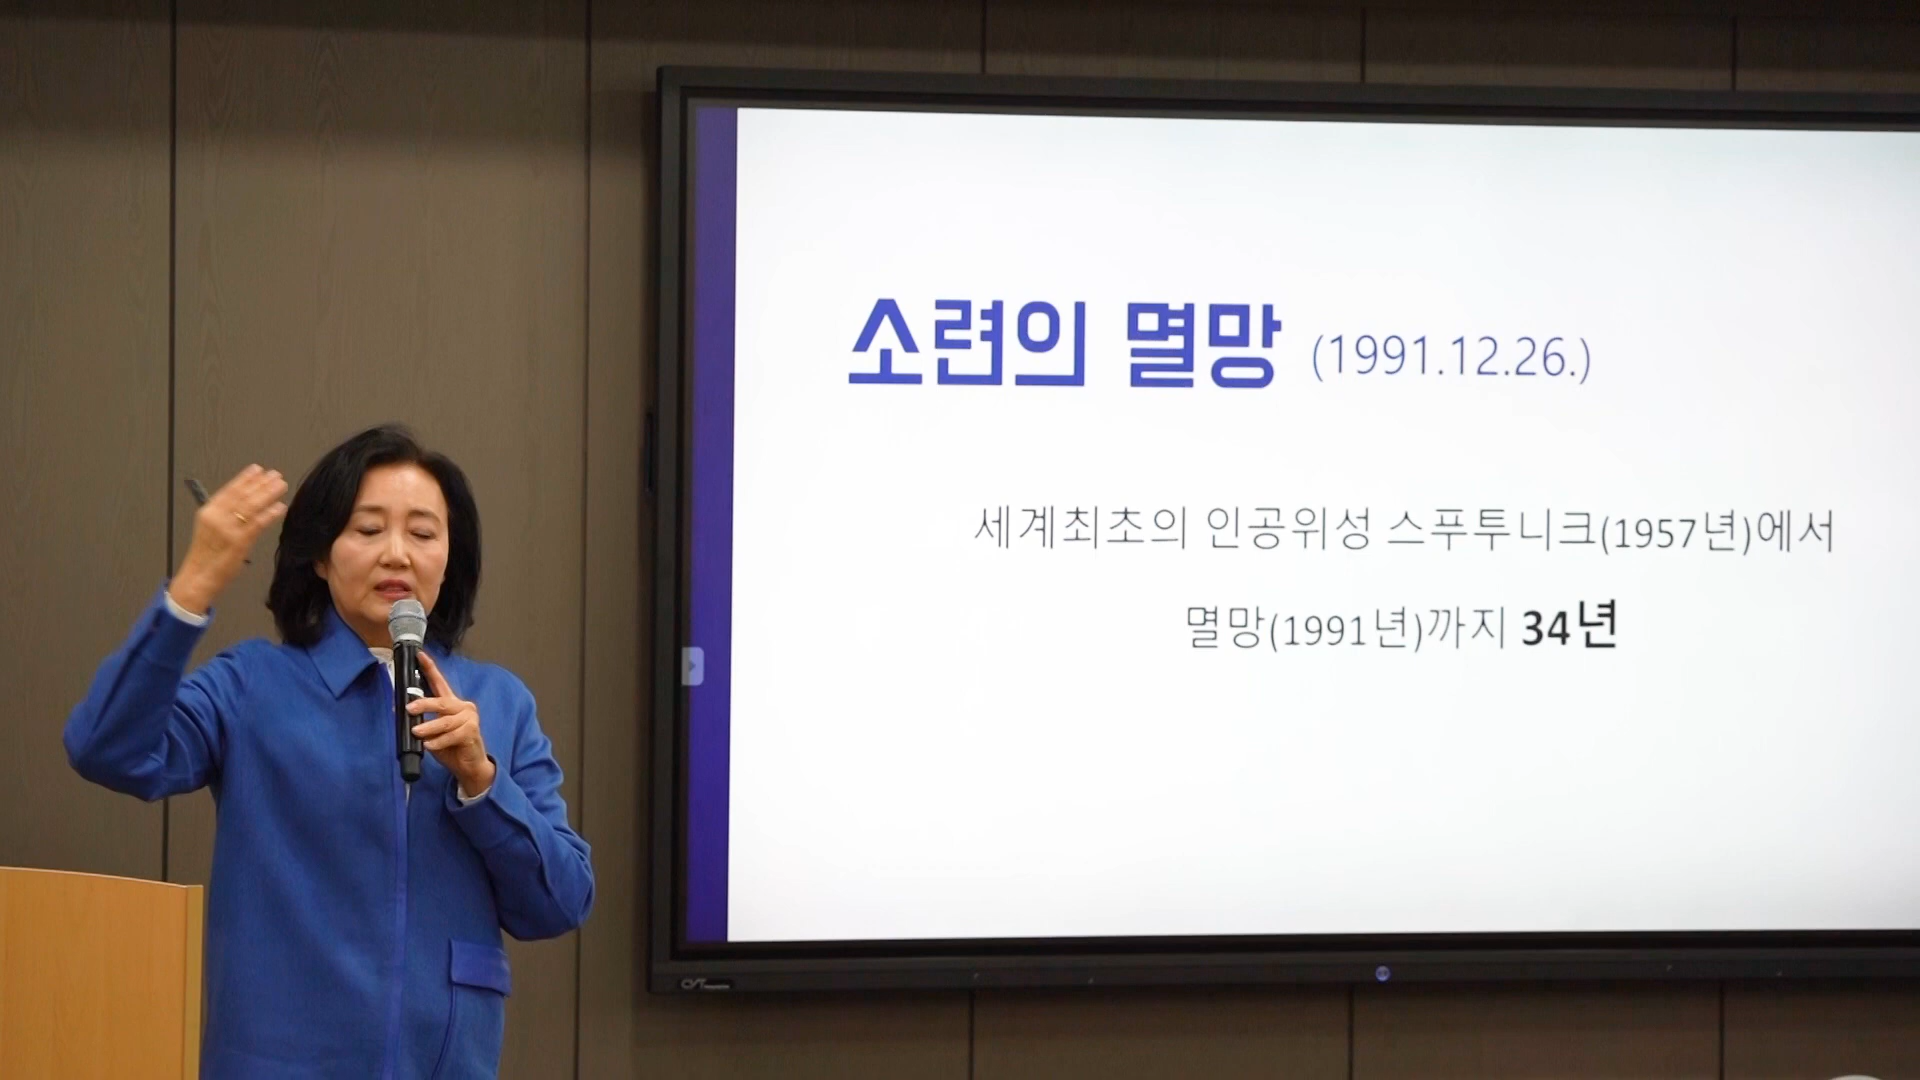 소련의 멸망 (1991.12.26.)
세계최초의 인공위성 스푸투니크(1957년)에서
멸망(1991년)까지 34년